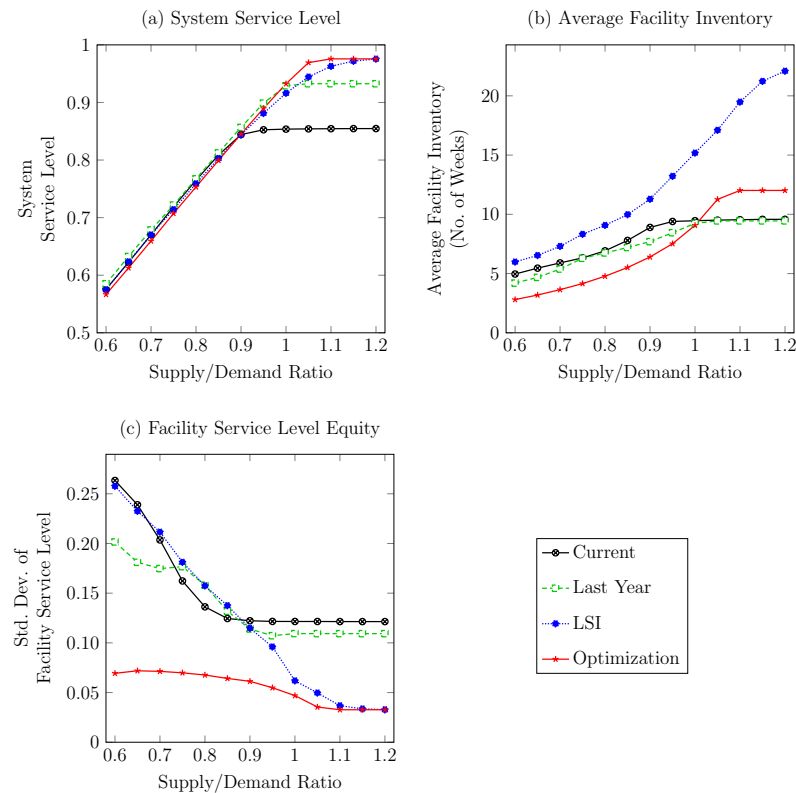 (a) System Service Level
1
0.9
0.8
0.7
0.6
0.5
0.6 0.7 0.8 0.9 1 1.1 1.2
System
Service Level
Supply/Demand Ratio
(b) Average Facility Inventory
20
15
10
5
0
0.6 0.7 0.8 0.9 1 1.1 1.2
Average Facility Inventory
(No. of Weeks)
Supply/Demand Ratio
(c) Facility Service Level Equity
0.25
0.20
0.15
0.10
0.05
0
0.6 0.7 0.8 0.9 1 1.1 1.2
Std. Dev. of
Facility Service Level
Supply/Demand Ratio
Current
Last Year
LSI
Optimization